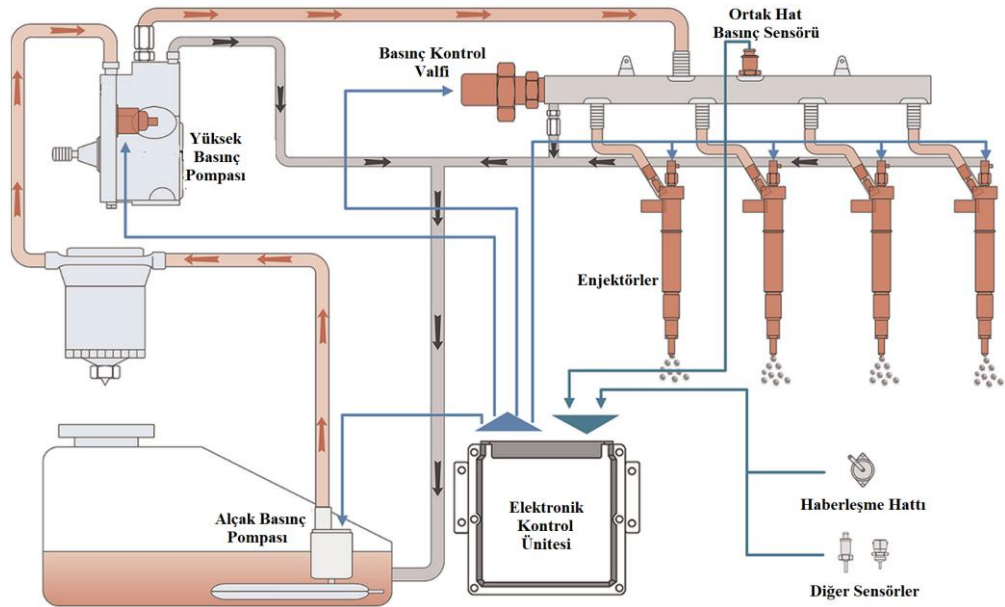 Ortak Hat
Basınç Sensörü
Basınç Kontrol
Valfi
Yüksek
Basınç
Pompası
Enjektörler
Alçak Basınç
Pompası
Elektronik
Kontrol
Ünitesi
Haberleşme Hattı
Diğer Sensörler